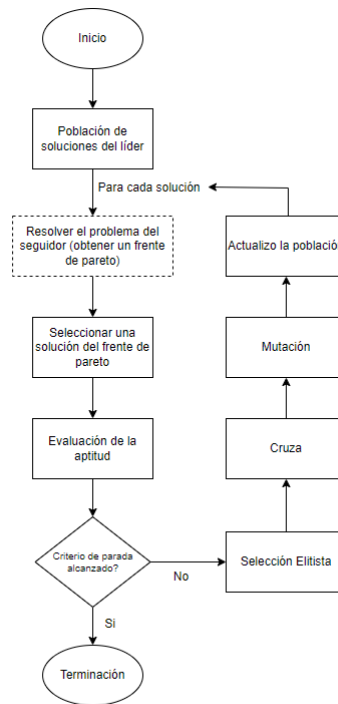 Inicio
Población de
soluciones del líder
Para cada solución
Resolver el problema del
seguidor (obtener un frente
de pareto)
Seleccionar una
solución del frente de
pareto
Evaluación de la
aptitud
Criterio de parada
alcanzado?
No
Si
Terminación
Selección Elitista
Cruza
Mutación
Actualizo la población